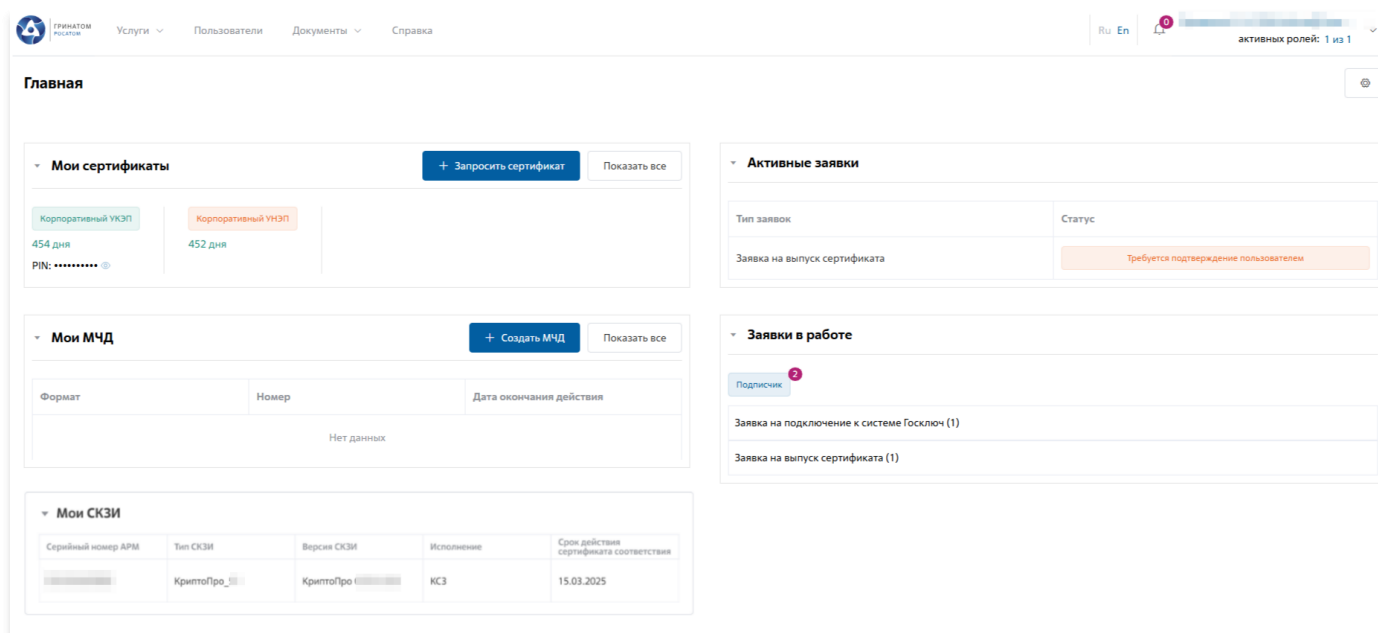 ГРИНАТОМ
РОСАТОМ
Услуги
Пользователи
Документы
Справка
Ru En
0
активных ролей: 1 из 1
Главная
Мои сертификаты
+ Запросить сертификат
Показать все
Корпоративный УКЭП
454 дня
PIN: ••••••••••
Корпоративный УНЭП
452 дня
Активные заявки
Тип заявок
Статус
Заявка на выпуск сертификата
Требуется подтверждение пользователем
Мои МЧД
+ Создать МЧД
Показать все
Формат
Номер
Дата окончания действия
Нет данных
Заявки в работе
Подписчик
2
Заявка на подключение к системе Госключ (1)
Заявка на выпуск сертификата (1)
Мои СКЗИ
Серийный номер АРМ
Тип СКЗИ
Версия СКЗИ
Исполнение
Срок действия
сертификата соответствия
КриптоПро_
КриптоПро
КС3
15.03.2025